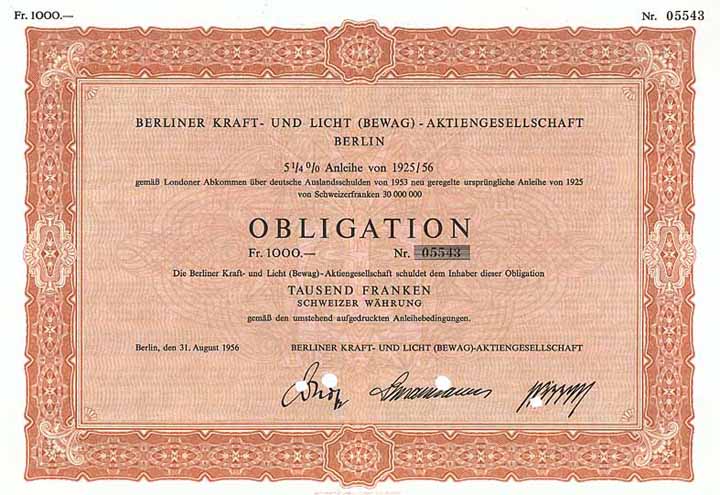 Fr. 1000.— Nr. 05543
BERLINER KRAFT- UND LICHT (BEWAG) - AKTIENGESELLSCHAFT
BERLIN
5 1/4 % Anleihe von 1925/56
gemäß Londoner Abkommen über deutsche Auslandsschulden von 1953 neu geregelte ursprüngliche Anleihe von 1925
von Schweizerfranken 30 000 000
OBLIGATION
Fr. 1000.— Nr. 05543
Die Berliner Kraft- und Licht (Bewag)-Aktiengesellschaft schuldet dem Inhaber dieser Obligation
TAUSEND FRANKEN
SCHWEIZER WÄHRUNG
gemäß den umstehend aufgedruckten Anleihebedingungen.
Berlin, den 31. August 1956 BERLINER KRAFT- UND LICHT (BEWAG)-AKTIENGESELLSCHAFT